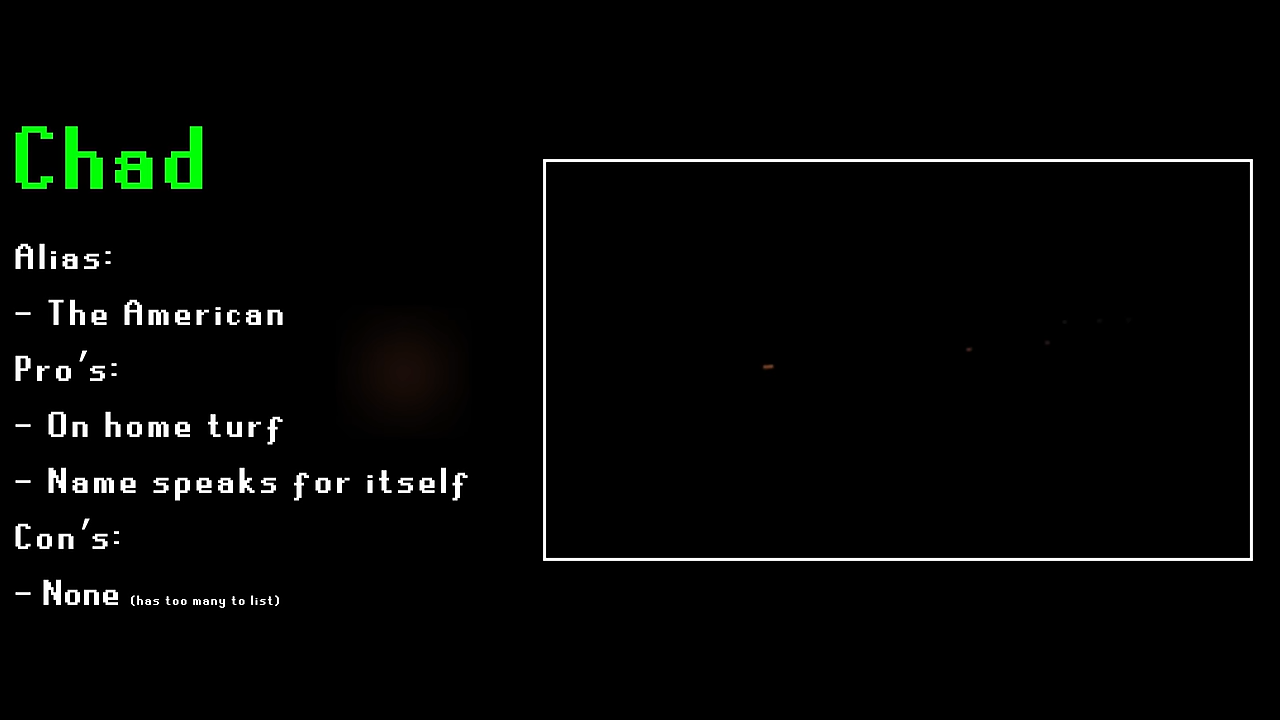 Chad
Alias:
- The American
Pro's:
- On home turf
- Name speaks for itself
Con's:
- None (has too many to list)